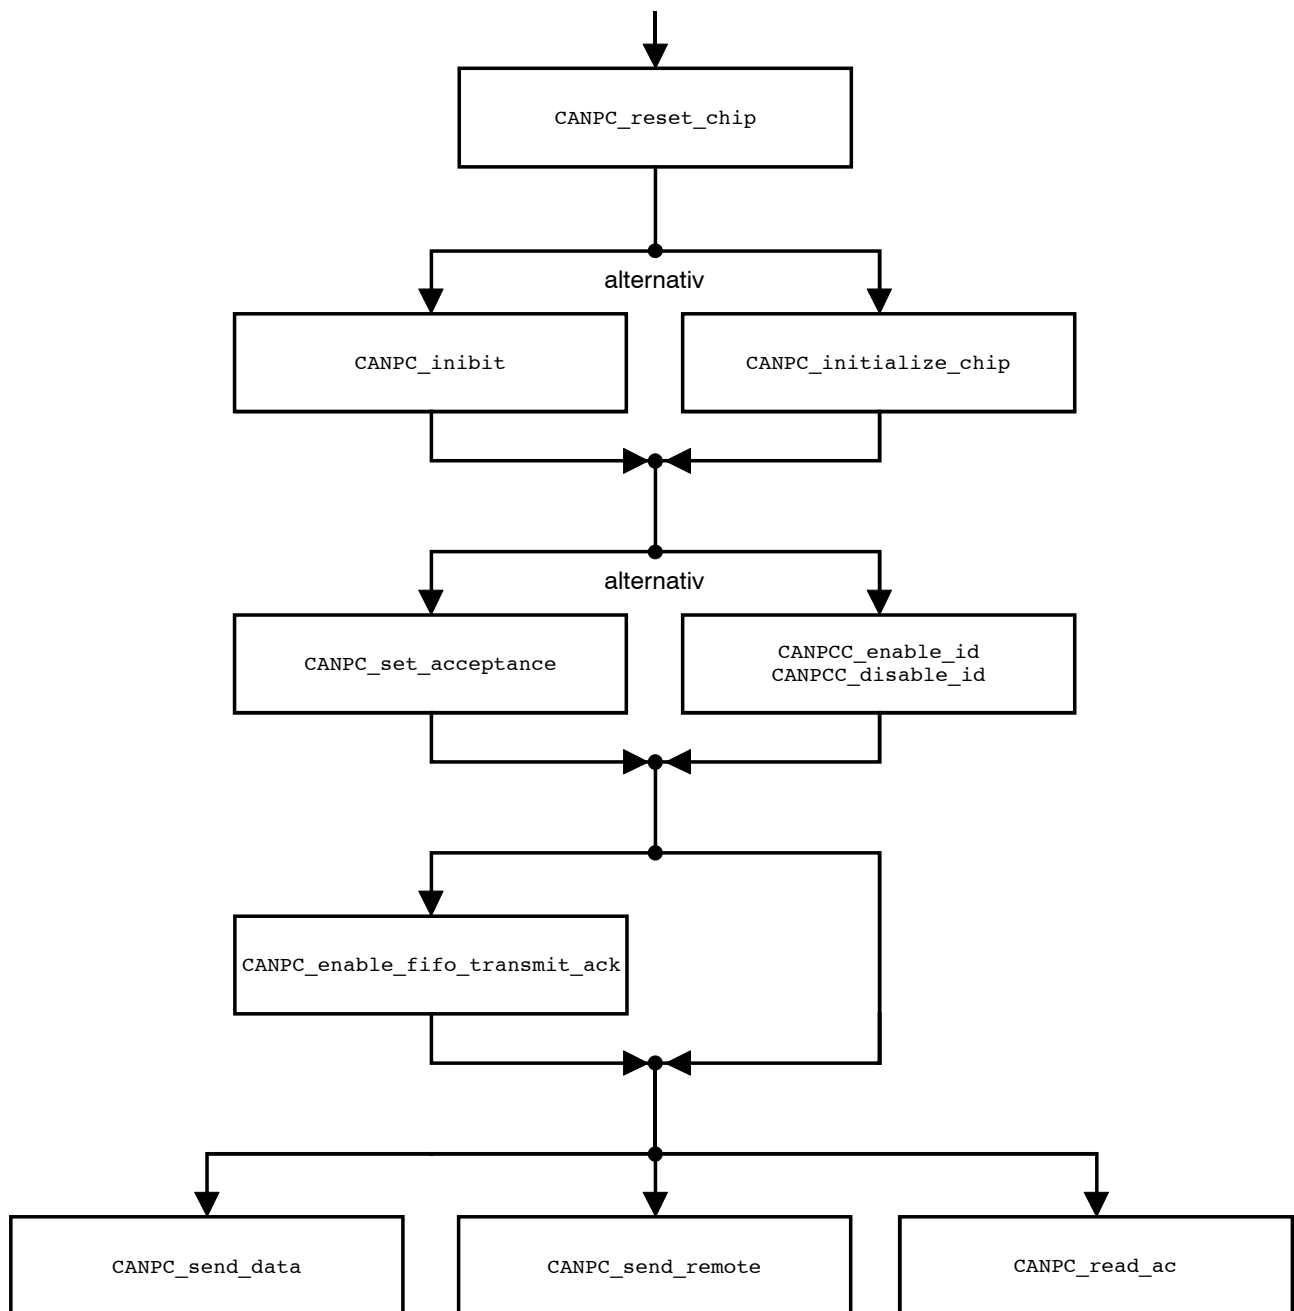 CANPC_reset_chip
alternativ
CANPC_inibit
CANPC_initialize_chip
alternativ
CANPC_set_acceptance
CANPCC_enable_id
CANPCC_disable_id
CANPC_enable_fifo_transmit_ack
CANPC_send_data
CANPC_send_remote
CANPC_read_ac